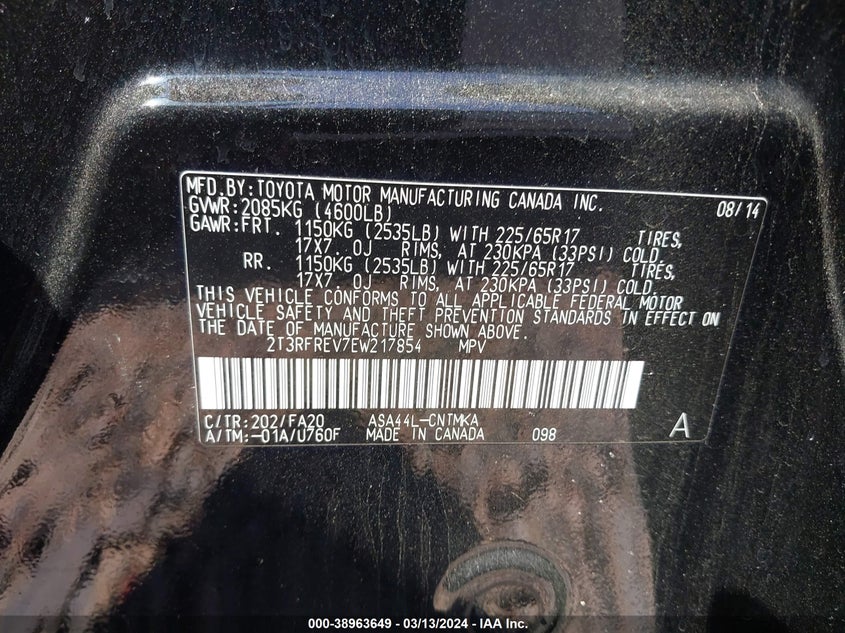 MFD.BY:TOYOTA MOTOR MANUFACTURING CANADA INC. 08/14
GVWR:2085KG (4600LB)
GAWR:FRT. 1150KG (2535LB) WITH 225/65R17 TIRES,
17X7.0J RIMS, AT 230KPA (33PSI) COLD.
RR. 1150KG (2535LB) WITH 225/65R17 TIRES,
17X7.0J RIMS, AT 230KPA (33PSI) COLD.
THIS VEHICLE CONFORMS TO ALL APPLICABLE FEDERAL MOTOR
VEHICLE SAFETY AND THEFT PREVENTION STANDARDS IN EFFECT ON
THE DATE OF MANUFACTURE SHOWN ABOVE.
2T3RFREV7EW217854 MPV
C/TR:202/FA20 ASA44L-CNTMKA
A/TM:-01A/U760F MADE IN CANADA 098 A
000-38963649 - 03/13/2024 - IAA Inc.